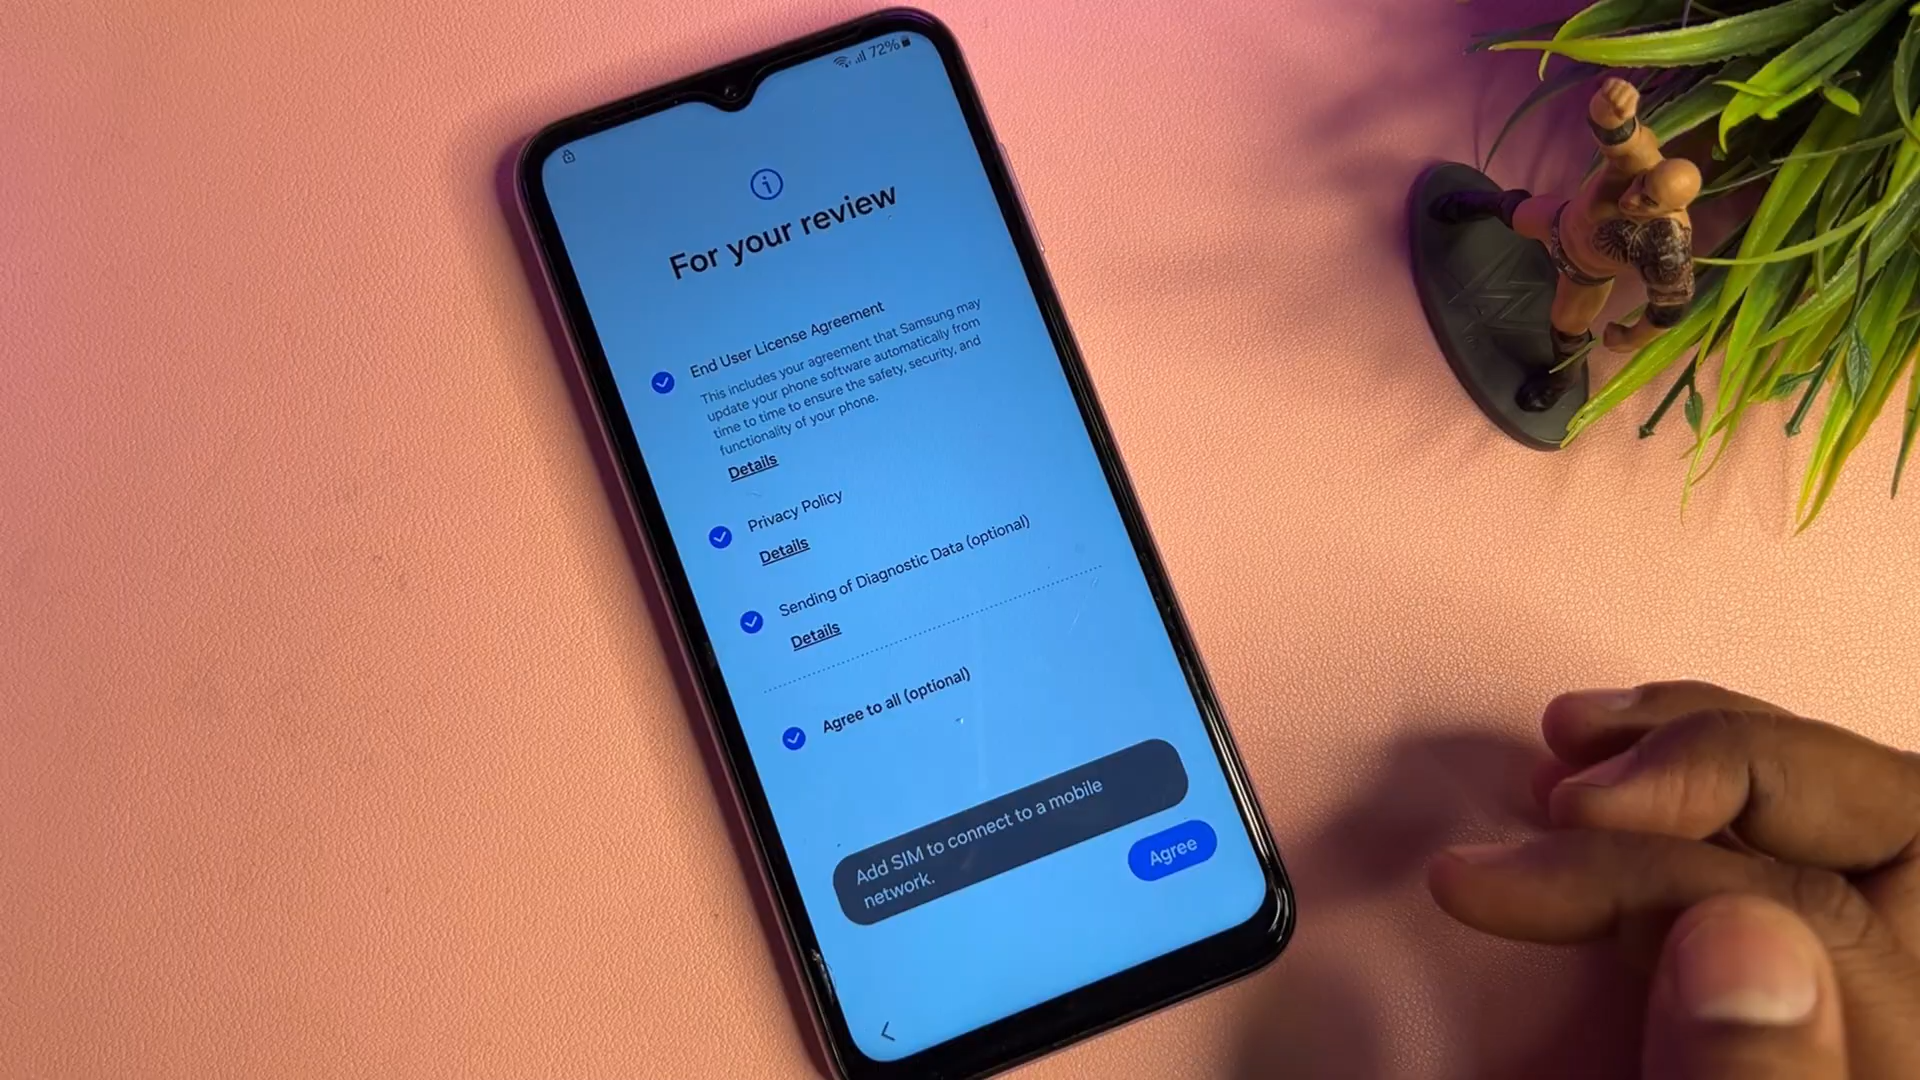 72%
For your review
End User License Agreement
This includes your agreement that Samsung may
update your phone software automatically from
time to time to ensure the safety, security, and
functionality of your phone.
Details
Privacy Policy
Details
Sending of Diagnostic Data (optional)
Details
Agree to all (optional)
Add SIM to connect to a mobile
network.
Agree